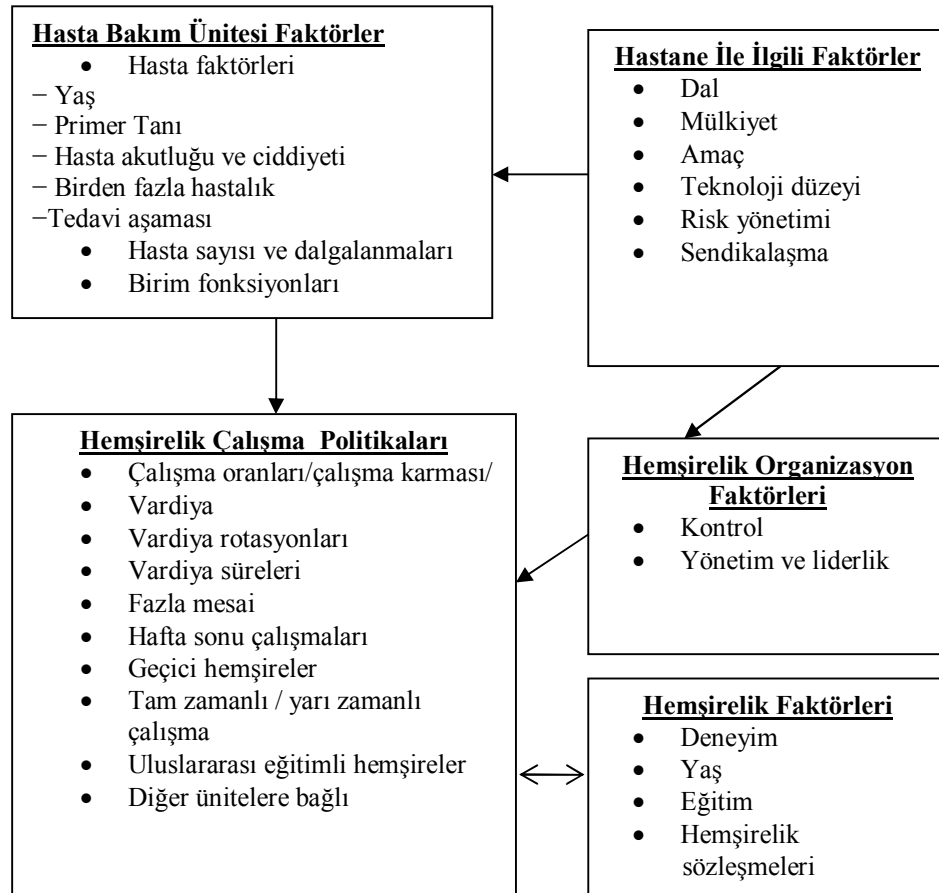 Hasta Bakım Ünitesi Faktörler
• Hasta faktörleri
− Yaş
− Primer Tanı
− Hasta akutluğu ve ciddiyeti
− Birden fazla hastalık
−Tedavi aşaması
• Hasta sayısı ve dalgalanmaları
• Birim fonksiyonları
Hastane İle İlgili Faktörler
• Dal
• Mülkiyet
• Amaç
• Teknoloji düzeyi
• Risk yönetimi
• Sendikalaşma
Hemşirelik Çalışma Politikaları
• Çalışma oranları/çalışma karması/
• Vardiya
• Vardiya rotasyonları
• Vardiya süreleri
• Fazla mesai
• Hafta sonu çalışmaları
• Geçici hemşireler
• Tam zamanlı / yarı zamanlı
çalışma
• Uluslararası eğitimli hemşireler
• Diğer ünitelere bağlı
Hemşirelik Organizasyon
Faktörleri
• Kontrol
• Yönetim ve liderlik
Hemşirelik Faktörleri
• Deneyim
• Yaş
• Eğitim
• Hemşirelik
sözleşmeleri